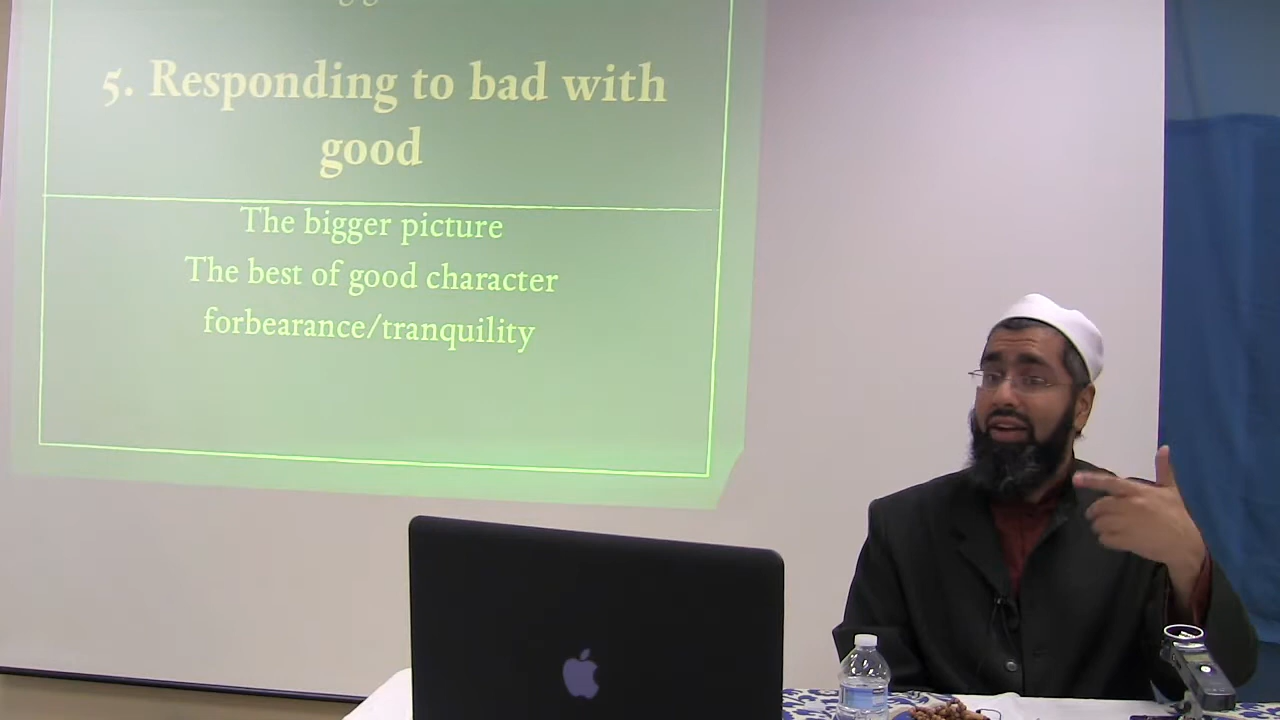 5. Responding to bad with
good
The bigger picture
The best of good character
forbearance/tranquility